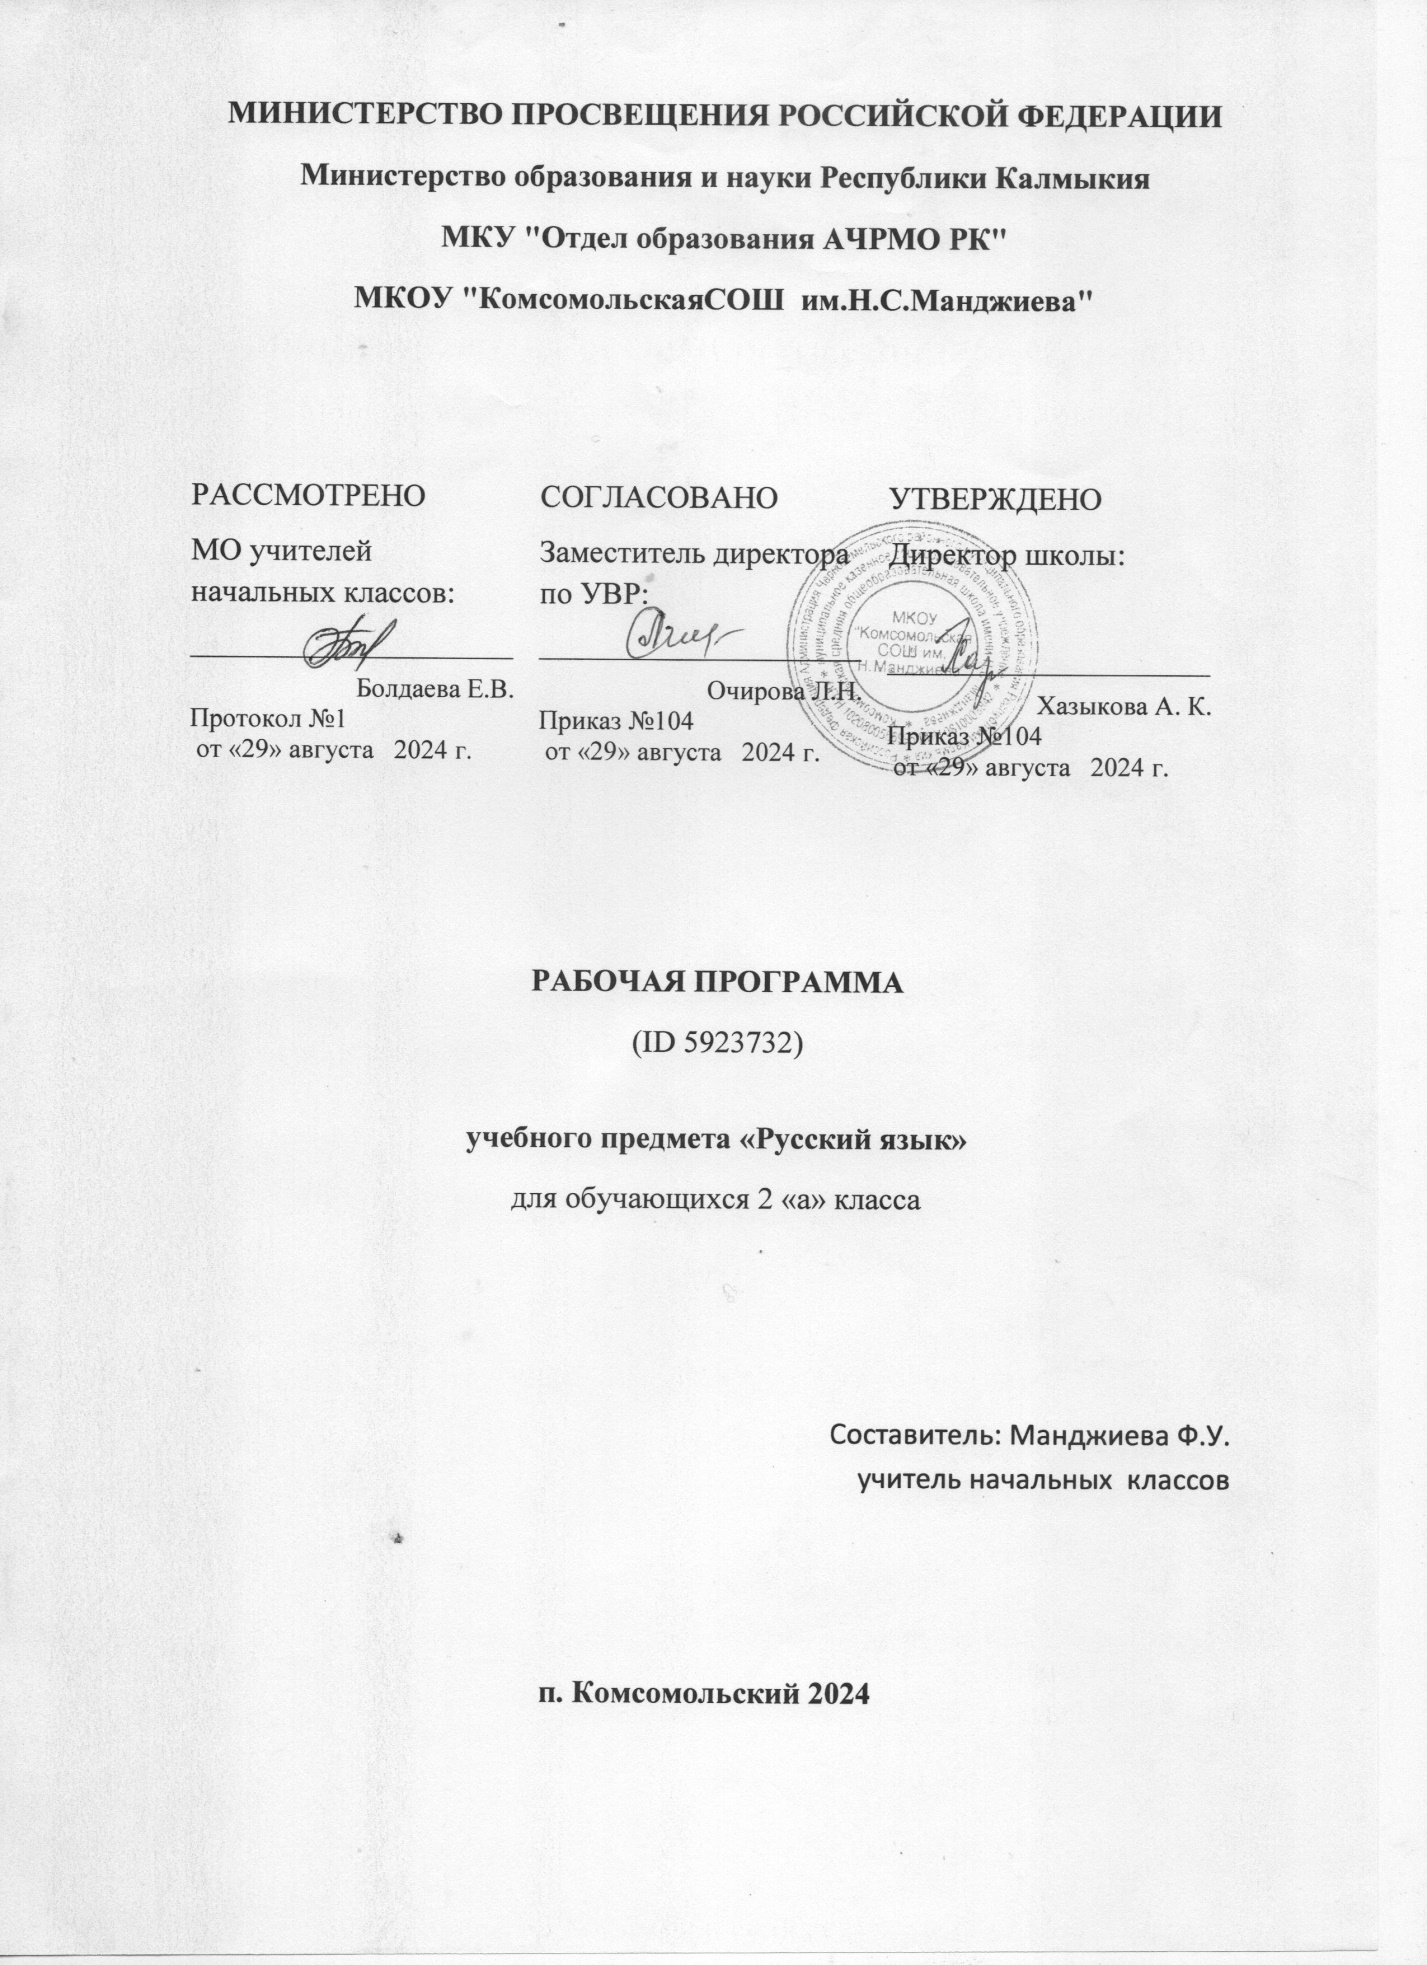 МИНИСТЕРСТВО ПРОСВЕЩЕНИЯ РОССИЙСКОЙ ФЕДЕРАЦИИ
Министерство образования и науки Республики Калмыкия
МКУ "Отдел образования АЧРМО РК"
МКОУ "КомсомольскаяСОШ  им.Н.С.Манджиева"
РАССМОТРЕНО
МО учителей
начальных классов:
Болдаева Е.В.
Протокол №1
от «29» августа   2024 г.
СОГЛАСОВАНО
Заместитель директора
по УВР:
Очирова Л.Н.
Приказ №104
от «29» августа   2024 г.
УТВЕРЖДЕНО
Директор школы:
Хазыкова А. К.
Приказ №104
от «29» августа   2024 г.
МКОУ
"Комсомольская
СОШ им.
РАБОЧАЯ ПРОГРАММА
(ID 5923732)
учебного предмета «Русский язык»
для обучающихся 2 «а» класса
Составитель: Манджиева Ф.У.
учитель начальных  классов
п. Комсомольский 2024